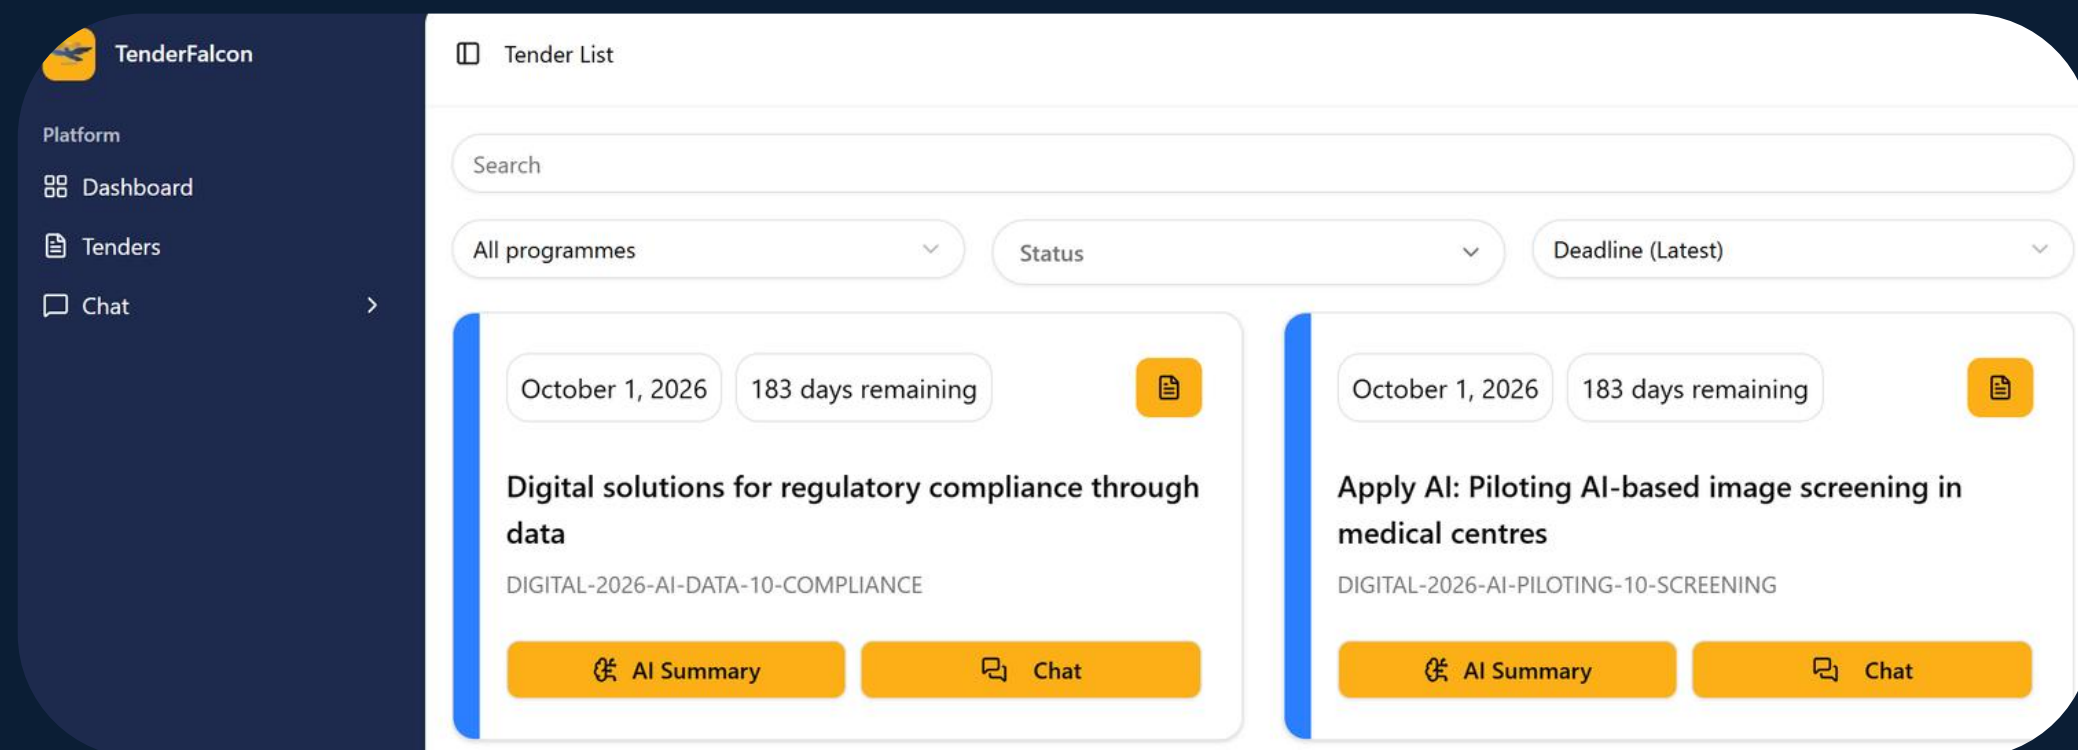 TenderFalcon
Platform
Dashboard
Tenders
Chat
Tender List
Search
All programmes
Status
Deadline (Latest)
October 1, 2026
183 days remaining
Digital solutions for regulatory compliance through
data
DIGITAL-2026-AI-DATA-10-COMPLIANCE
AI Summary
Chat
October 1, 2026
183 days remaining
Apply AI: Piloting AI-based image screening in
medical centres
DIGITAL-2026-AI-PILOTING-10-SCREENING
AI Summary
Chat